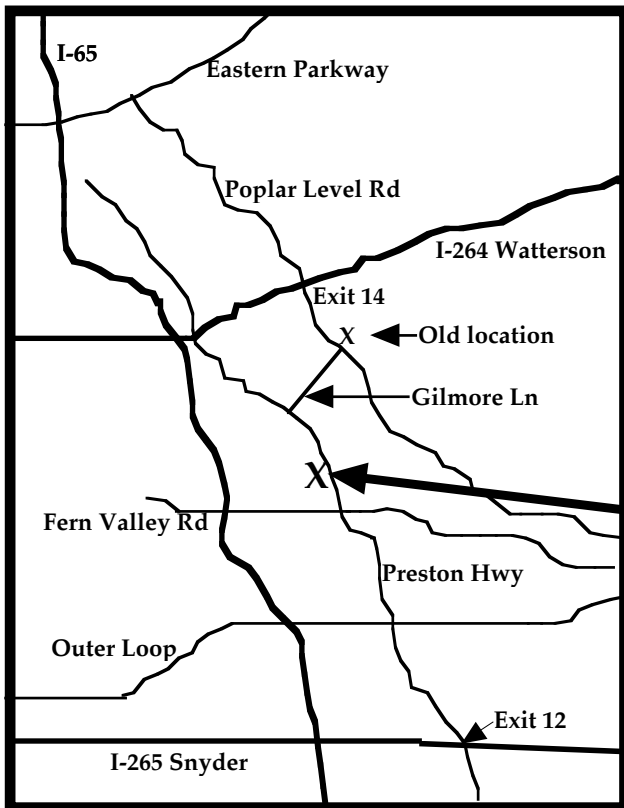 I-65
Eastern Parkway
Poplar Level Rd
I-264 Watterson
Exit 14
X
Old location
Gilmore Ln
X
Fern Valley Rd
Preston Hwy
Outer Loop
Exit 12
I-265 Snyder